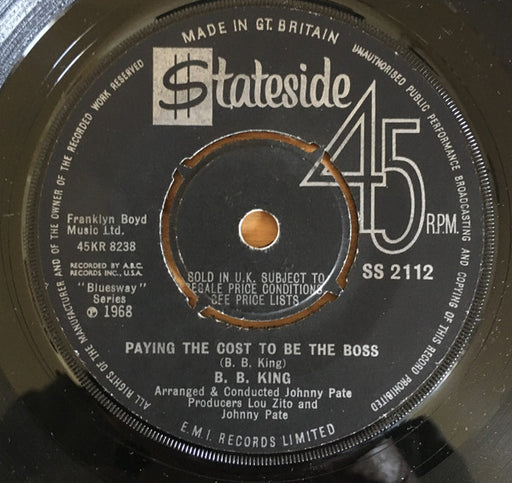 MADE IN GT. BRITAIN
$tateside
45
R.P.M.
Franklyn Boyd
Music Ltd.
45KR 8238
RECORDED BY A.B.C.
RECORDS INC., U.S.A.
"Bluesway"
Series
℗ 1968
SS 2112
SOLD IN U.K. SUBJECT TO
REGALE PRICE CONDITIONS
SEE PRICE LISTS
PAYING THE COST TO BE THE BOSS
(B. B. King)
B. B. KING
Arranged & Conducted Johnny Pate
Producers Lou Zito and
Johnny Pate
E.M.I. RECORDS LIMITED
ALL RIGHTS OF THE MANUFACTURER AND OF THE OWNER OF THE RECORDED WORK RESERVED
UNAUTHORISED PUBLIC PERFORMANCE BROADCASTING AND COPYING OF THIS RECORD PROHIBITED